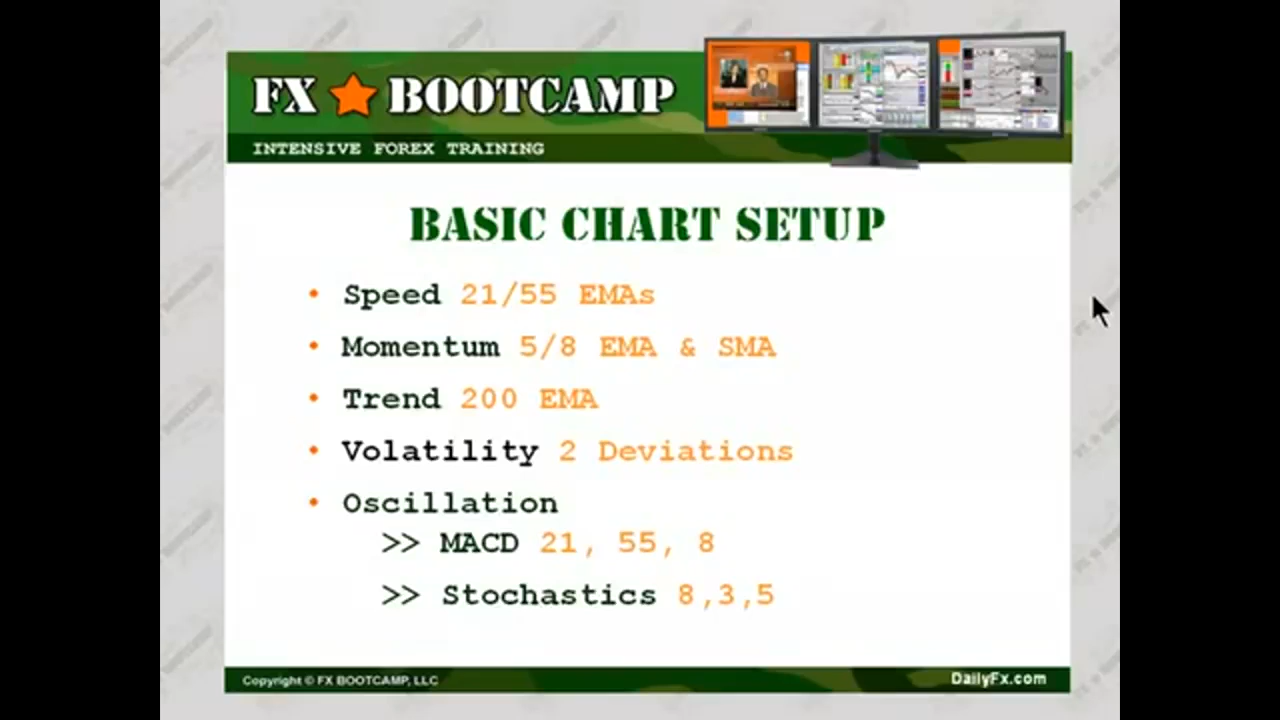 FX BOOTCAMP
INTENSIVE FOREX TRAINING
BASIC CHART SETUP
• Speed 21/55 EMAs
• Momentum 5/8 EMA & SMA
• Trend 200 EMA
• Volatility 2 Deviations
• Oscillation
>> MACD 21, 55, 8
>> Stochastics 8,3,5
Copyright © FX BOOTCAMP, LLC
DailyFx.com